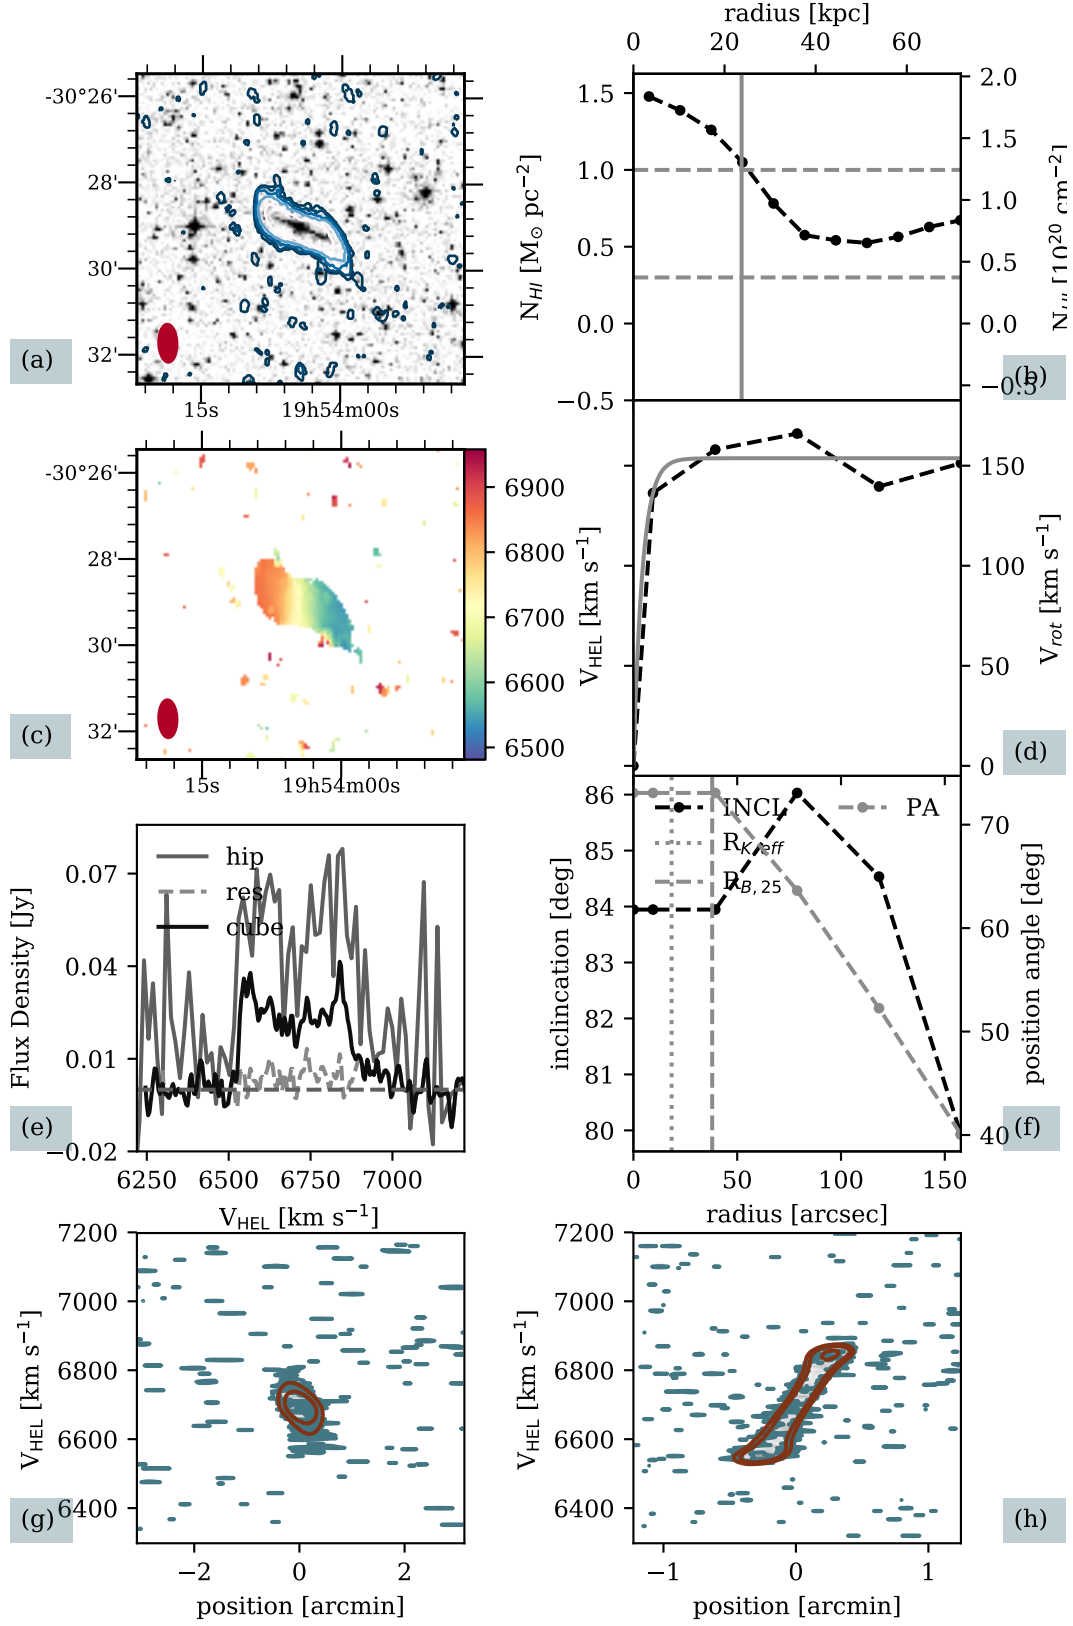 radius [kpc]
0 20 40 60
-30°26'
28'
30'
32'
15s 19h54m00s
(a)
1.5
1.0
0.5
0.0
−0.5
N_HI [M⊙ pc⁻²]
2.0
1.5
1.0
0.5
0.0
−0.5
[10²⁰ cm⁻²]
(b)
-30°26'
28'
30'
32'
15s 19h54m00s
(c)
6900
6800
6700
6600
6500
V_HEL [km s⁻¹]
150
100
50
0
V_rot [km s⁻¹]
(d)
0.07
0.04
0.01
−0.02
Flux Density [Jy]
hip
res
cube
6250 6500 6750 7000
V_HEL [km s⁻¹]
(e)
86
85
84
83
82
81
80
inclincation [deg]
INCL PA
R_K,eff
R_B,25
70
60
50
40
position angle [deg]
0 50 100 150
radius [arcsec]
(f)
7200
7000
6800
6600
6400
V_HEL [km s⁻¹]
−2 0 2
position [arcmin]
(g)
7200
7000
6800
6600
6400
V_HEL [km s⁻¹]
−1 0 1
position [arcmin]
(h)